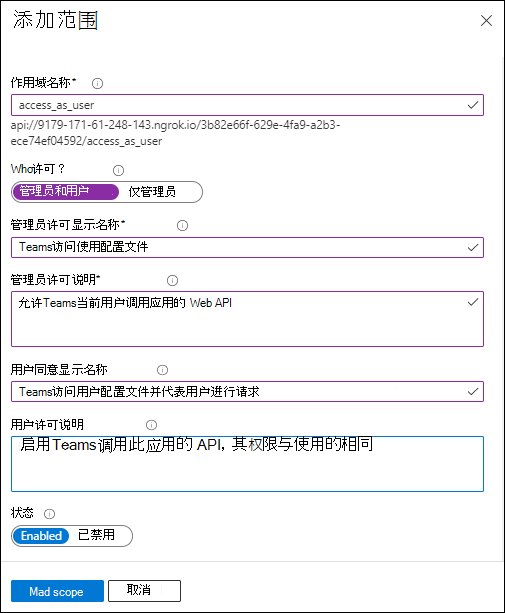 添加范围
作用域名称*
access_as_user
api://9179-171-61-248-143.ngrok.io/3b82e66f-629e-4fa9-a2b3-
ece74ef04592/access_as_user
Who许可？
管理员和用户 仅管理员
管理员许可显示名称*
Teams访问使用配置文件
管理员许可说明*
允许Teams当前用户调用应用的 Web API
用户同意显示名称
Teams访问用户配置文件并代表用户进行请求
用户许可说明
启用Teams调用此应用的 API，其权限与使用的相同
状态
Enabled 已禁用
Mad scope 取消